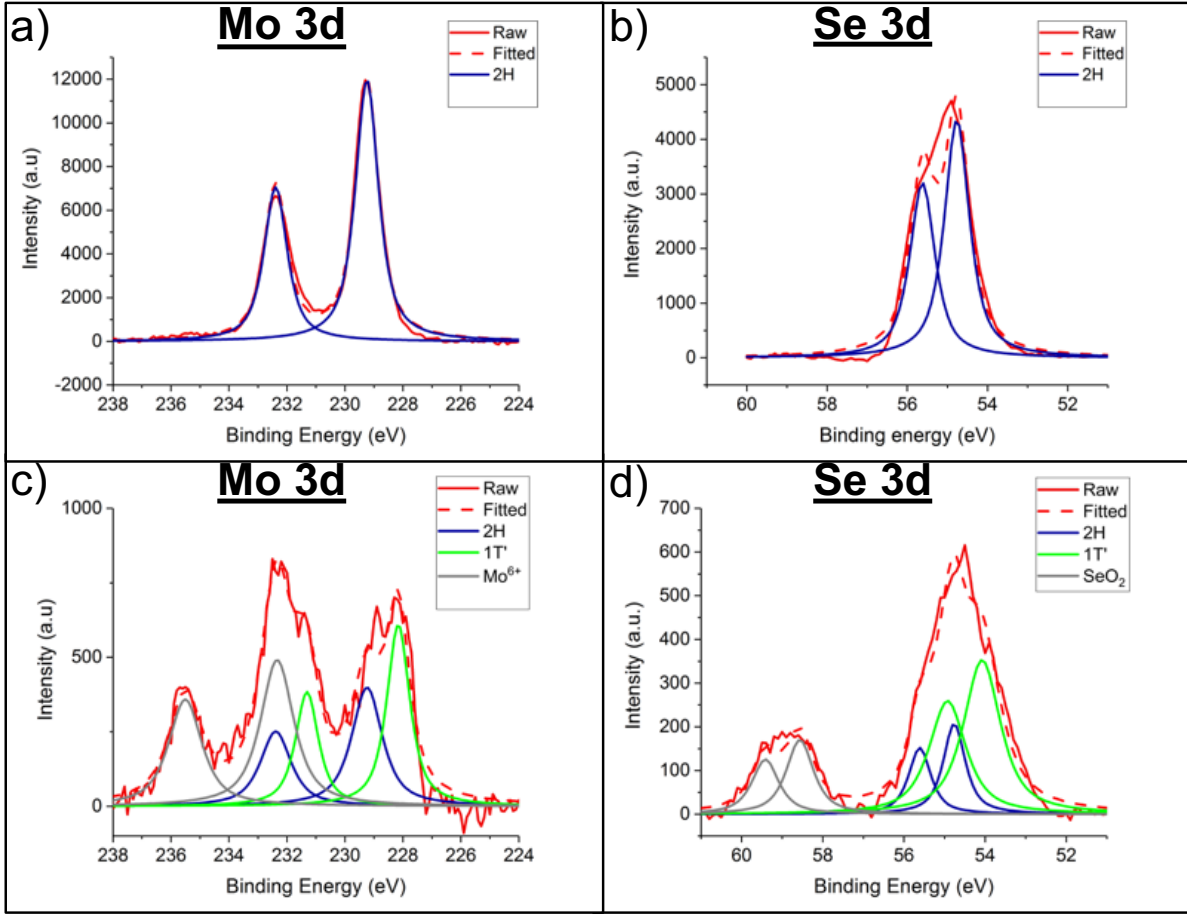 a)
Mo 3d
Raw
Fitted
2H
Intensity (a.u)
12000
10000
8000
6000
4000
2000
0
-2000
238
236
234
232
230
228
226
224
Binding Energy (eV)
b)
Se 3d
Raw
Fitted
2H
Intensity (a.u.)
5000
4000
3000
2000
1000
0
60
58
56
54
52
Binding energy (eV)
c)
Mo 3d
Raw
Fitted
2H
1T'
Mo⁶⁺
Intensity (a.u)
1000
500
0
238
236
234
232
230
228
226
224
Binding Energy (eV)
d)
Se 3d
Raw
Fitted
2H
1T'
SeO₂
Intensity (a.u.)
700
600
500
400
300
200
100
0
60
58
56
54
52
Binding Energy (eV)